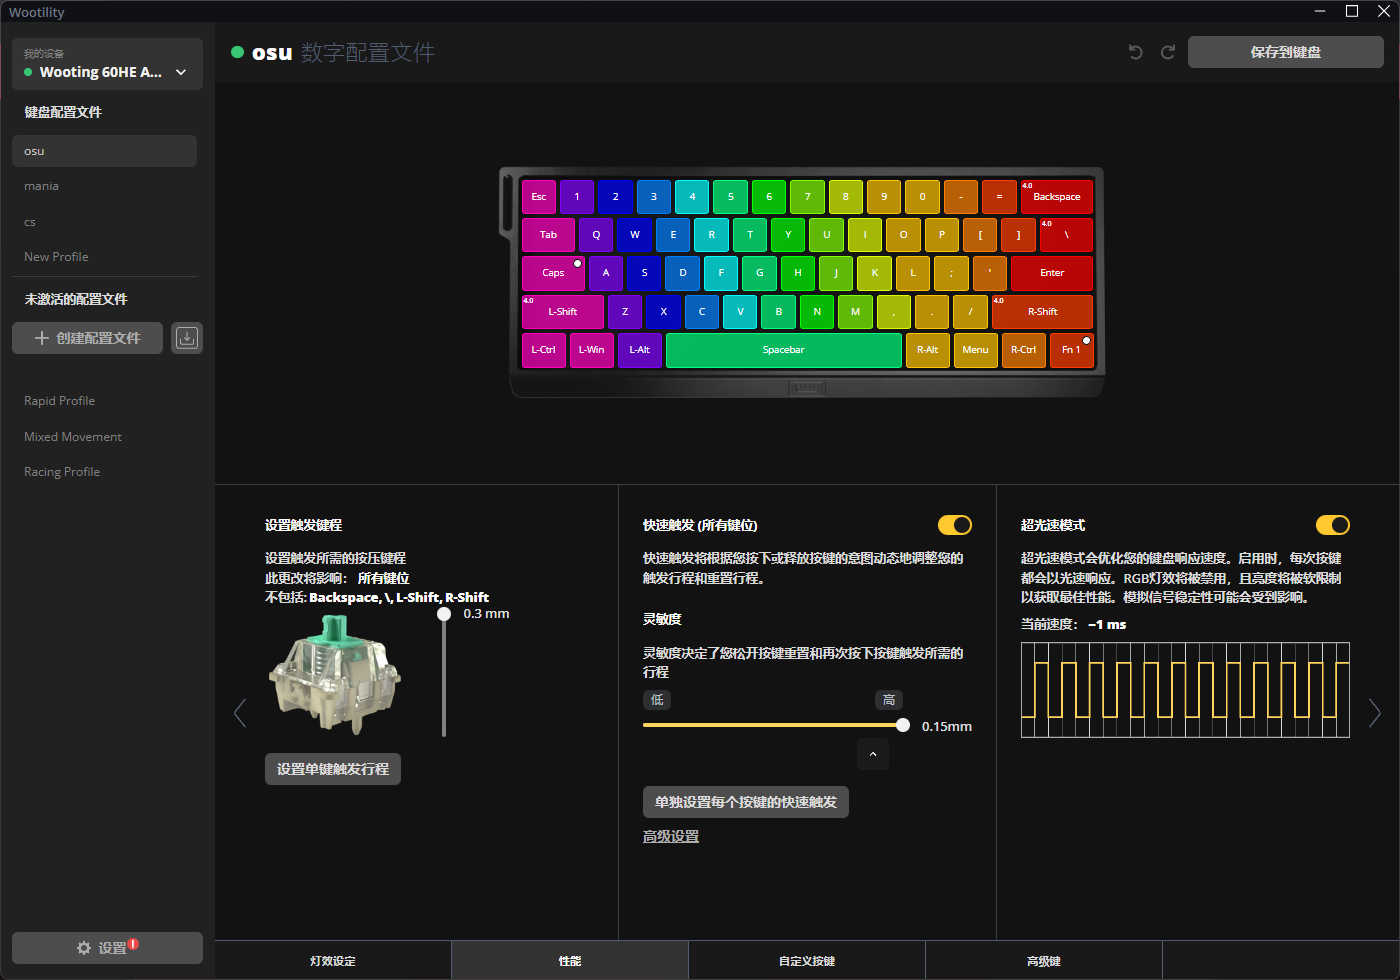 Wootility
我的设备
Wooting 60HE A...
键盘配置文件
osu
mania
cs
New Profile
未激活的配置文件
创建配置文件
Rapid Profile
Mixed Movement
Racing Profile
设置
!
osu 数字配置文件
保存到键盘
Esc 1 2 3 4 5 6 7 8 9 0 - = 4.0 Backspace
Tab Q W E R T Y U I O P [ ] 4.0 \
Caps A S D F G H J K L ; ' Enter
4.0 L-Shift Z X C V B N M , . / 4.0 R-Shift
L-Ctrl L-Win L-Alt Spacebar R-Alt Menu R-Ctrl Fn 1
设置触发键程
设置触发所需的按压键程
此更改将影响： 所有键位
不包括: Backspace, \, L-Shift, R-Shift
0.3 mm
设置单键触发行程
快速触发 (所有键位)
快速触发将根据您按下或释放按键的意图动态地调整您的
触发行程和重置行程。
灵敏度
灵敏度决定了您松开按键重置和再次按下按键触发所需的
行程
低
高
0.15mm
单独设置每个按键的快速触发
高级设置
超光速模式
超光速模式会优化您的键盘响应速度。启用时，每次按键
都会以光速响应。RGB灯效将被禁用，且亮度将被软限制
以获取最佳性能。模拟信号稳定性可能会受到影响。
当前速度： ~1 ms
灯效设定
性能
自定义按键
高级键